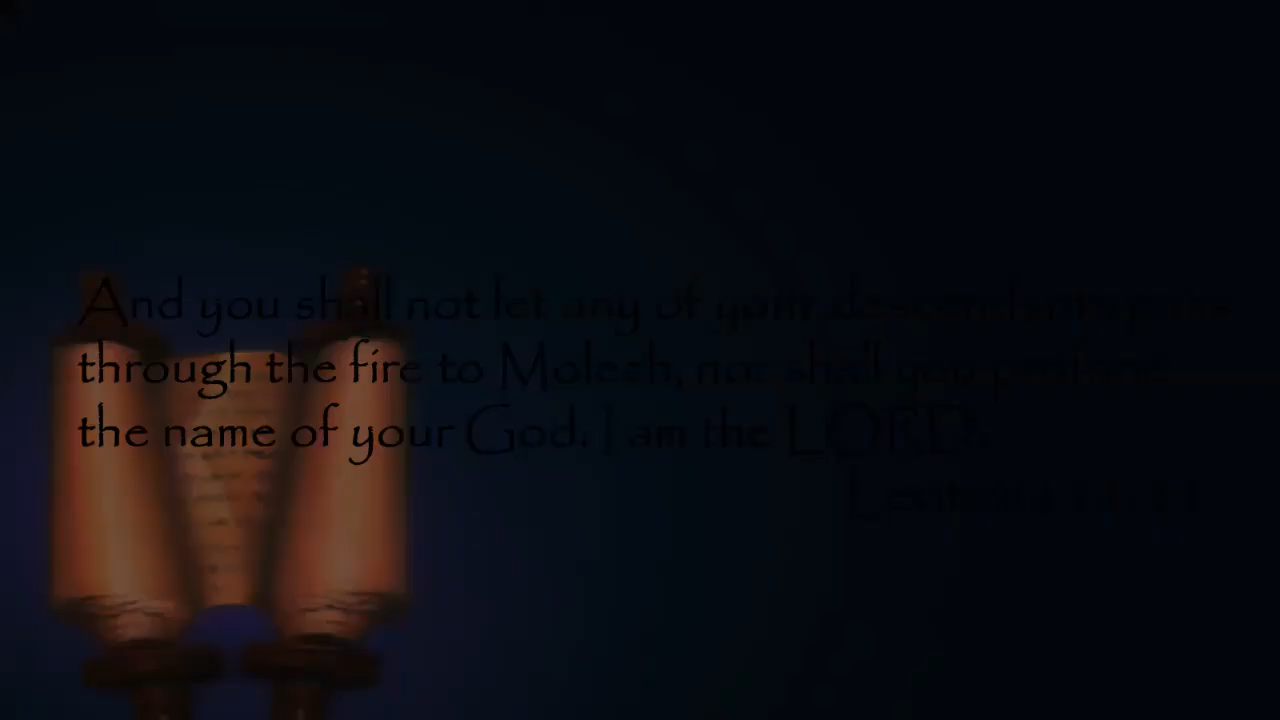 And you shall not let any of your descendants pass
through the fire to Molech, nor shall you profane
the name of your God. I am the LORD.
Leviticus